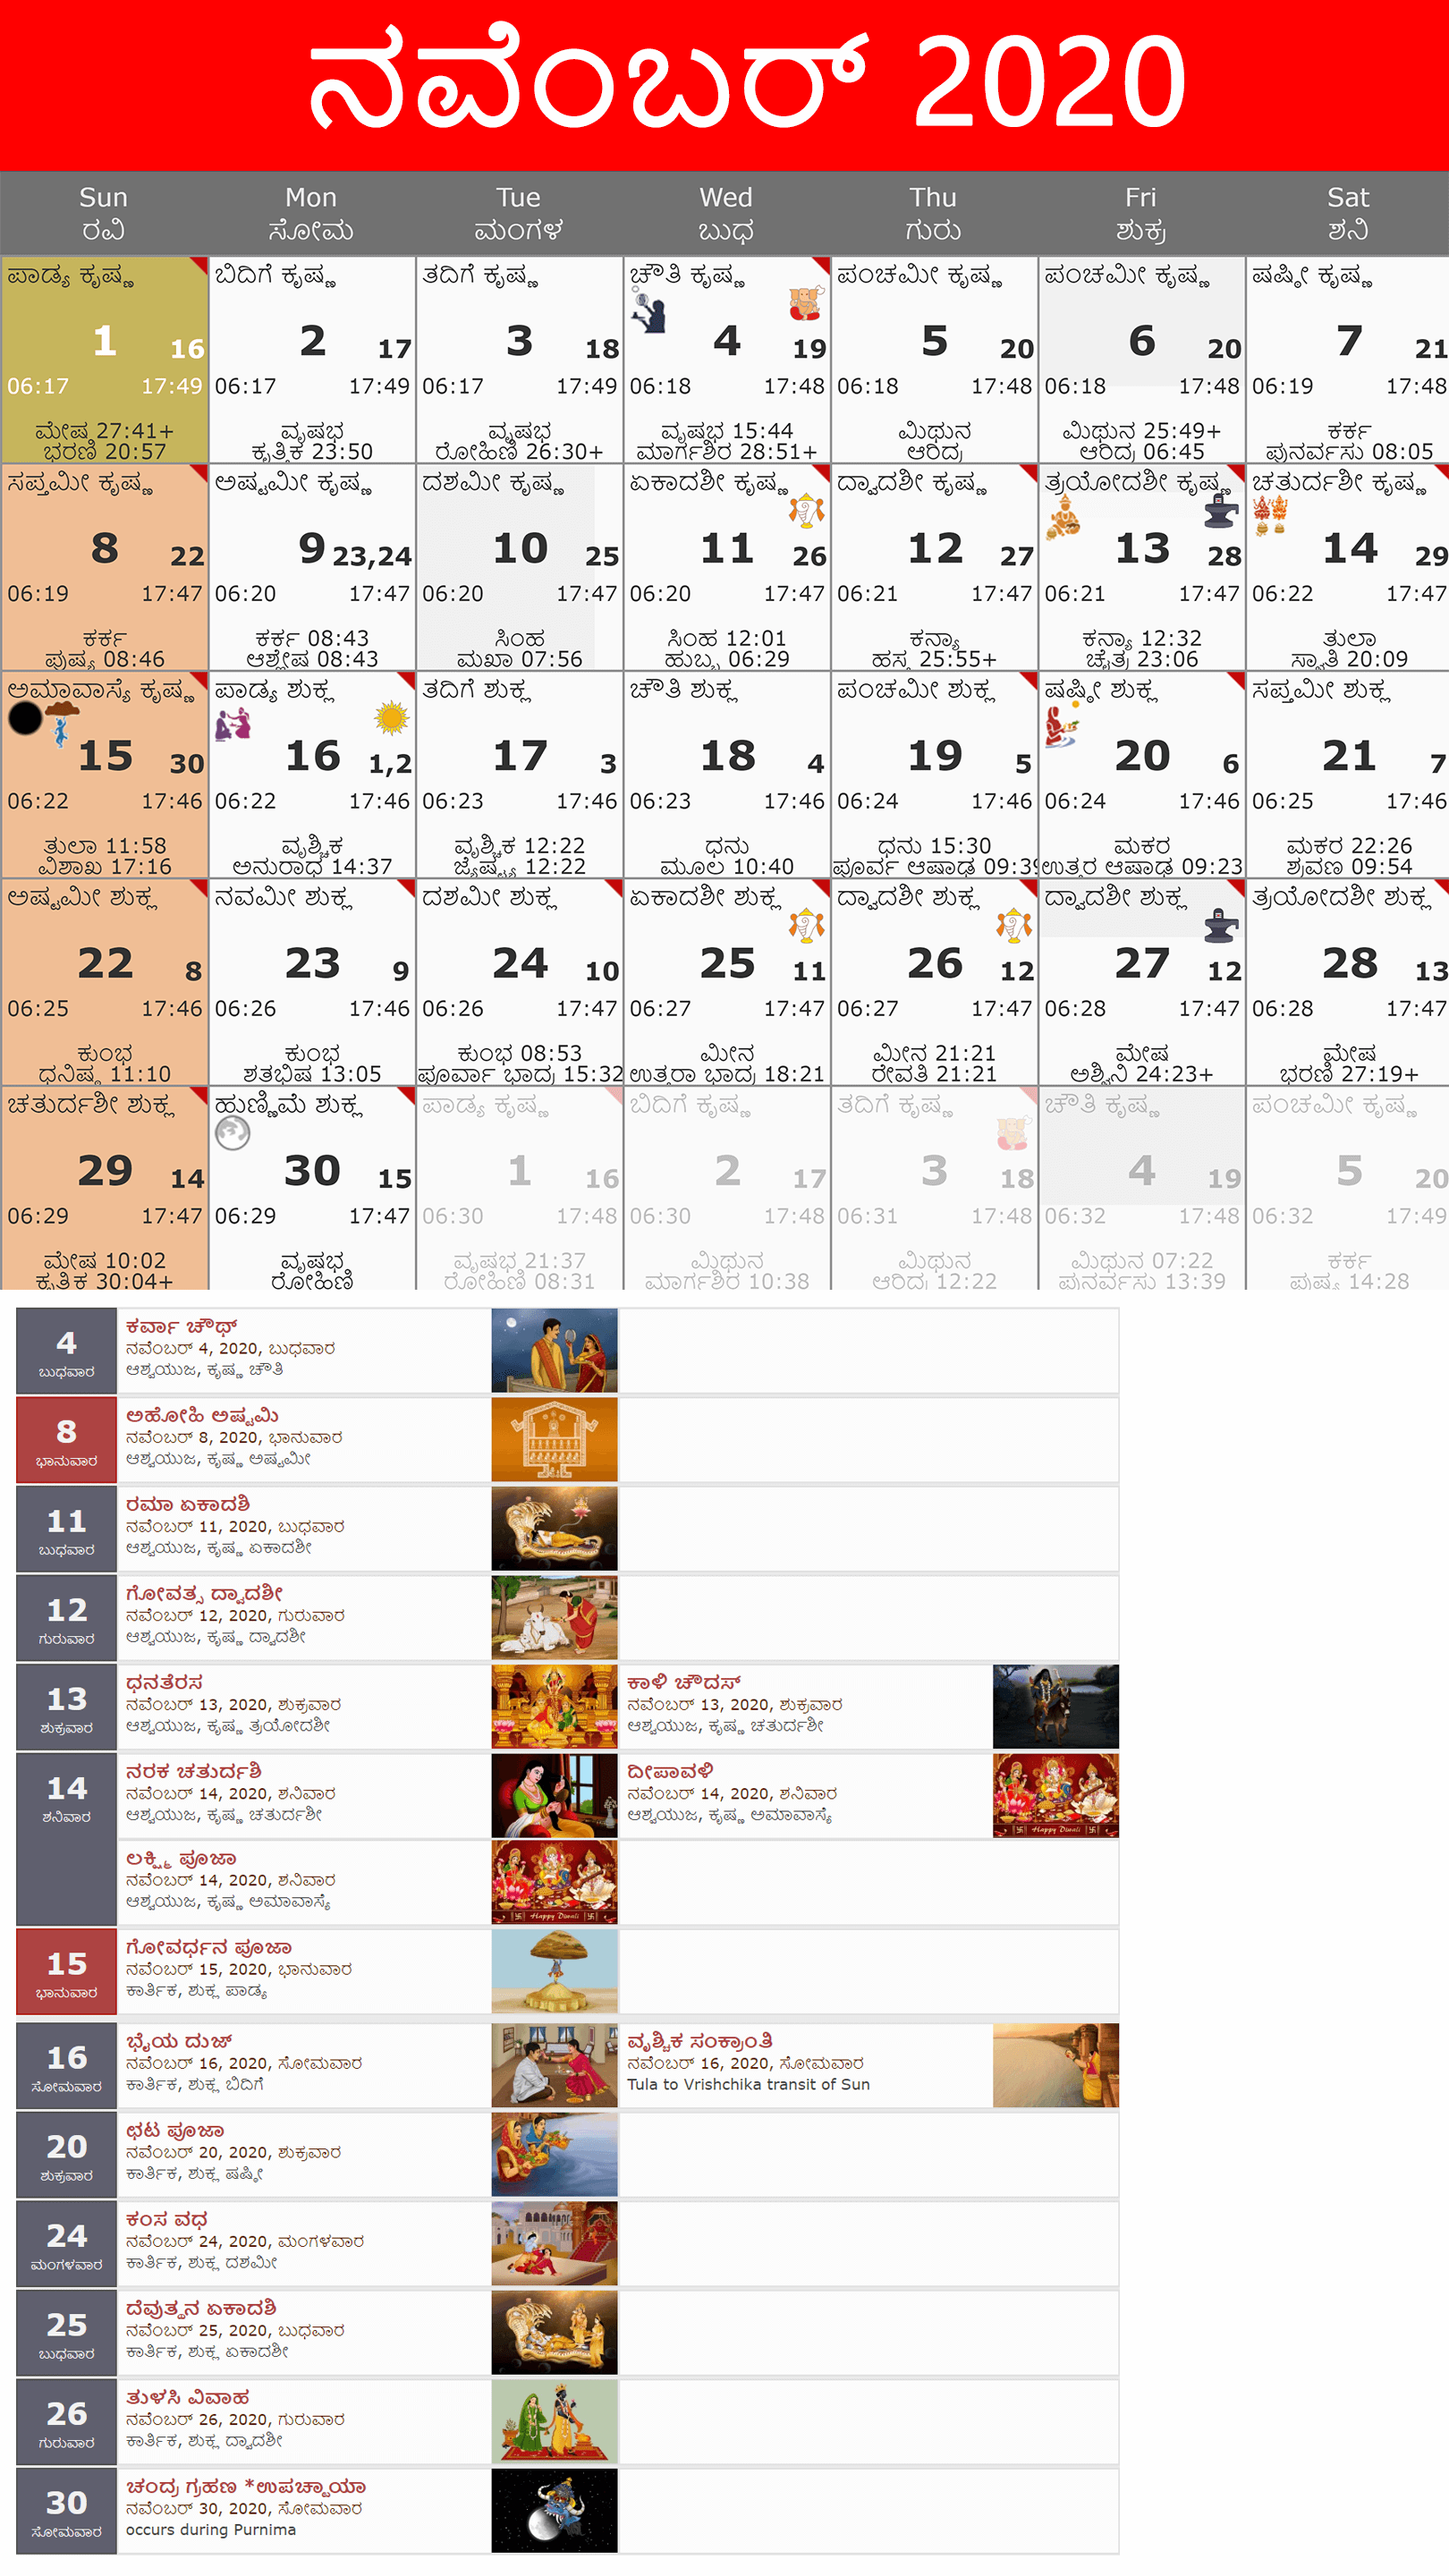 ನವೆಂಬರ್ 2020
Sun Mon Tue Wed Thu Fri Sat
ರವಿ ಸೋಮ ಮಂಗಳ ಬುಧ ಗುರು ಶುಕ್ರ ಶನಿ
ಪಾಡ್ಯ ಕೃಷ್ಣ ಬಿದಿಗೆ ಕೃಷ್ಣ ತದಿಗೆ ಕೃಷ್ಣ ಚೌತಿ ಕೃಷ್ಣ ಪಂಚಮೀ ಕೃಷ್ಣ ಪಂಚಮೀ ಕೃಷ್ಣ ಷಷ್ಠೀ ಕೃಷ್ಣ
1 16 2 17 3 18 4 19 5 20 6 20 7 21
06:17 17:49 06:17 17:49 06:17 17:49 06:18 17:48 06:18 17:48 06:18 17:48 06:19 17:48
ಮೇಷ 27:41+ ವೃಷಭ ವೃಷಭ ವೃಷಭ 15:44 ಮಿಥುನ ಮಿಥುನ 25:49+ ಕರ್ಕ
ಭರಣಿ 20:57 ಕೃತಿಕ 23:50 ರೋಹಿಣಿ 26:30+ ಮಾರ್ಗಶಿರ 28:51+ ಆರಿದ್ರ ಆರಿದ್ರ 06:45 ಪುನರ್ವಸು 08:05
ಸಪ್ತಮೀ ಕೃಷ್ಣ ಅಷ್ಟಮೀ ಕೃಷ್ಣ ದಶಮೀ ಕೃಷ್ಣ ಏಕಾದಶೀ ಕೃಷ್ಣ ದ್ವಾದಶೀ ಕೃಷ್ಣ ತ್ರಯೋದಶೀ ಕೃಷ್ಣ ಚತುರ್ದಶೀ ಕೃಷ್ಣ
8 22 9 23,24 10 25 11 26 12 27 13 28 14 29
06:19 17:47 06:20 17:47 06:20 17:47 06:20 17:47 06:21 17:47 06:21 17:47 06:22 17:47
ಕರ್ಕ ಕರ್ಕ 08:43 ಸಿಂಹ ಸಿಂಹ 12:01 ಕನ್ಯಾ ಕನ್ಯಾ 12:32 ತುಲಾ
ಪುಷ್ಯ 08:46 ಆಶ್ಲೇಷ 08:43 ಮಖಾ 07:56 ಹುಬ್ಬ 06:29 ಹಸ್ತ 25:55+ ಚೈತ್ರ 23:06 ಸ್ವಾತಿ 20:09
ಅಮಾವಾಸ್ಯೆ ಕೃಷ್ಣ ಪಾಡ್ಯ ಶುಕ್ಲ ತದಿಗೆ ಶುಕ್ಲ ಚೌತಿ ಶುಕ್ಲ ಪಂಚಮೀ ಶುಕ್ಲ ಷಷ್ಠೀ ಶುಕ್ಲ ಸಪ್ತಮೀ ಶುಕ್ಲ
15 30 16 1,2 17 3 18 4 19 5 20 6 21 7
06:22 17:46 06:22 17:46 06:23 17:46 06:23 17:46 06:24 17:46 06:24 17:46 06:25 17:46
ತುಲಾ 11:58 ವೃಶ್ಚಿಕ ವೃಶ್ಚಿಕ 12:22 ಧನು ಧನು 15:30 ಮಕರ ಮಕರ 22:26
ವಿಶಾಖ 17:16 ಅನುರಾಧ 14:37 ಜ್ಯೇಷ್ಟ್ಯ 12:22 ಮೂಲ 10:40 ಪೂರ್ವ ಆಷಾಢ 09:39 ಉತ್ತರ ಆಷಾಢ 09:23 ಶ್ರವಣ 09:54
ಅಷ್ಟಮೀ ಶುಕ್ಲ ನವಮೀ ಶುಕ್ಲ ದಶಮೀ ಶುಕ್ಲ ಏಕಾದಶೀ ಶುಕ್ಲ ದ್ವಾದಶೀ ಶುಕ್ಲ ದ್ವಾದಶೀ ಶುಕ್ಲ ತ್ರಯೋದಶೀ ಶುಕ್ಲ
22 8 23 9 24 10 25 11 26 12 27 12 28 13
06:25 17:46 06:26 17:46 06:26 17:47 06:27 17:47 06:27 17:47 06:28 17:47 06:28 17:47
ಕುಂಭ ಕುಂಭ ಕುಂಭ 08:53 ಮೀನ ಮೀನ 21:21 ಮೇಷ ಮೇಷ
ಧನಿಷ್ಠ 11:10 ಶತಭಿಷ 13:05 ಪೂರ್ವಾ ಭಾದ್ರ 15:32 ಉತ್ತರಾ ಭಾದ್ರ 18:21 ರೇವತಿ 21:21 ಅಶ್ವಿನಿ 24:23+ ಭರಣಿ 27:19+
ಚತುರ್ದಶೀ ಶುಕ್ಲ ಹುಣ್ಣಿಮೆ ಶುಕ್ಲ ಪಾಡ್ಯ ಕೃಷ್ಣ ಬಿದಿಗೆ ಕೃಷ್ಣ ತದಿಗೆ ಕೃಷ್ಣ ಚೌತಿ ಕೃಷ್ಣ ಪಂಚಮೀ ಕೃಷ್ಣ
29 14 30 15 1 16 2 17 3 18 4 19 5 20
06:29 17:47 06:29 17:47 06:30 17:48 06:30 17:48 06:31 17:48 06:32 17:48 06:32 17:49
ಮೇಷ 10:02 ವೃಷಭ ವೃಷಭ 21:37 ಮಿಥುನ ಮಿಥುನ ಮಿಥುನ 07:22 ಕರ್ಕ
ಕೃತಿಕ 30:04+ ರೋಹಿಣಿ ರೋಹಿಣಿ 08:31 ಮಾರ್ಗಶಿರ 10:38 ಆರಿದ್ರ 12:22 ಪುನರ್ವಸು 13:39 ಪುಷ್ಯ 14:28
4
ಬುಧವಾರ
ಕರ್ವಾ ಚೌಥ್
ನವೆಂಬರ್ 4, 2020, ಬುಧವಾರ
ಆಶ್ವಯುಜ, ಕೃಷ್ಣ ಚೌತಿ
8
ಭಾನುವಾರ
ಅಹೋಹಿ ಅಷ್ಟಮಿ
ನವೆಂಬರ್ 8, 2020, ಭಾನುವಾರ
ಆಶ್ವಯುಜ, ಕೃಷ್ಣ ಅಷ್ಟಮೀ
11
ಬುಧವಾರ
ರಮಾ ಏಕಾದಶಿ
ನವೆಂಬರ್ 11, 2020, ಬುಧವಾರ
ಆಶ್ವಯುಜ, ಕೃಷ್ಣ ಏಕಾದಶೀ
12
ಗುರುವಾರ
ಗೋವತ್ಸ ದ್ವಾದಶೀ
ನವೆಂಬರ್ 12, 2020, ಗುರುವಾರ
ಆಶ್ವಯುಜ, ಕೃಷ್ಣ ದ್ವಾದಶೀ
13
ಶುಕ್ರವಾರ
ಧನತೆರಸ
ನವೆಂಬರ್ 13, 2020, ಶುಕ್ರವಾರ
ಆಶ್ವಯುಜ, ಕೃಷ್ಣ ತ್ರಯೋದಶೀ
ಕಾಳಿ ಚೌದಸ್
ನವೆಂಬರ್ 13, 2020, ಶುಕ್ರವಾರ
ಆಶ್ವಯುಜ, ಕೃಷ್ಣ ಚತುರ್ದಶೀ
14
ಶನಿವಾರ
ನರಕ ಚತುರ್ದಶಿ
ನವೆಂಬರ್ 14, 2020, ಶನಿವಾರ
ಆಶ್ವಯುಜ, ಕೃಷ್ಣ ಚತುರ್ದಶೀ
ದೀಪಾವಳಿ
ನವೆಂಬರ್ 14, 2020, ಶನಿವಾರ
ಆಶ್ವಯುಜ, ಕೃಷ್ಣ ಅಮಾವಾಸ್ಯೆ
Happy Diwali
ಲಕ್ಷ್ಮಿ ಪೂಜಾ
ನವೆಂಬರ್ 14, 2020, ಶನಿವಾರ
ಆಶ್ವಯುಜ, ಕೃಷ್ಣ ಅಮಾವಾಸ್ಯೆ
Happy Diwali
15
ಭಾನುವಾರ
ಗೋವರ್ಧನ ಪೂಜಾ
ನವೆಂಬರ್ 15, 2020, ಭಾನುವಾರ
ಕಾರ್ತಿಕ, ಶುಕ್ಲ ಪಾಡ್ಯ
16
ಸೋಮವಾರ
ಭೈಯ ದುಜ್
ನವೆಂಬರ್ 16, 2020, ಸೋಮವಾರ
ಕಾರ್ತಿಕ, ಶುಕ್ಲ ಬಿದಿಗೆ
ವೃಶ್ಚಿಕ ಸಂಕ್ರಾಂತಿ
ನವೆಂಬರ್ 16, 2020, ಸೋಮವಾರ
Tula to Vrishchika transit of Sun
20
ಶುಕ್ರವಾರ
ಛಟ ಪೂಜಾ
ನವೆಂಬರ್ 20, 2020, ಶುಕ್ರವಾರ
ಕಾರ್ತಿಕ, ಶುಕ್ಲ ಷಷ್ಠೀ
24
ಮಂಗಳವಾರ
ಕಂಸ ವಧ
ನವೆಂಬರ್ 24, 2020, ಮಂಗಳವಾರ
ಕಾರ್ತಿಕ, ಶುಕ್ಲ ದಶಮೀ
25
ಬುಧವಾರ
ದೆವುತ್ಥನ ಏಕಾದಶಿ
ನವೆಂಬರ್ 25, 2020, ಬುಧವಾರ
ಕಾರ್ತಿಕ, ಶುಕ್ಲ ಏಕಾದಶೀ
26
ಗುರುವಾರ
ತುಳಸಿ ವಿವಾಹ
ನವೆಂಬರ್ 26, 2020, ಗುರುವಾರ
ಕಾರ್ತಿಕ, ಶುಕ್ಲ ದ್ವಾದಶೀ
30
ಸೋಮವಾರ
ಚಂದ್ರ ಗ್ರಹಣ *ಉಪಚ್ಛಾಯಾ
ನವೆಂಬರ್ 30, 2020, ಸೋಮವಾರ
occurs during Purnima